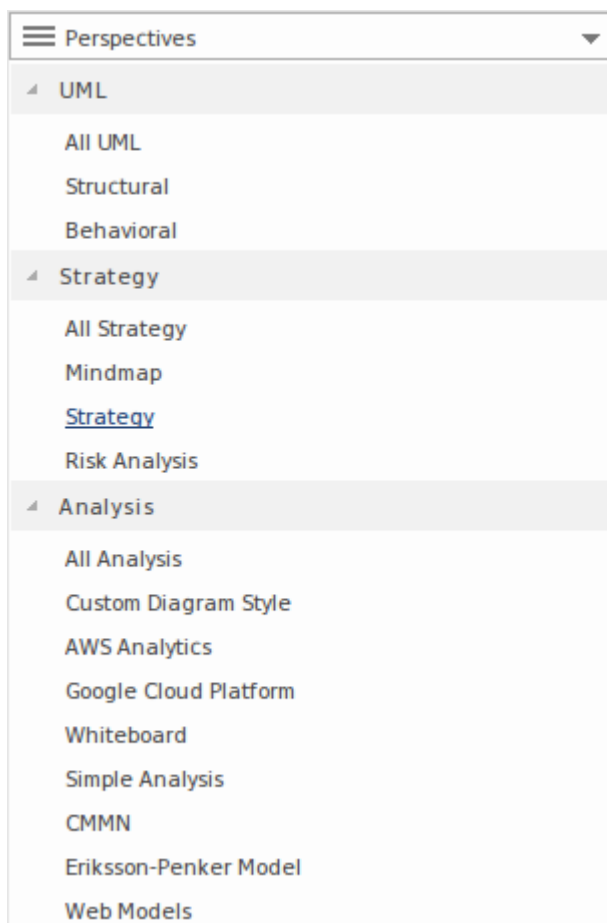 Perspectives
UML
All UML
Structural
Behavioral
Strategy
All Strategy
Mindmap
Strategy
Risk Analysis
Analysis
All Analysis
Custom Diagram Style
AWS Analytics
Google Cloud Platform
Whiteboard
Simple Analysis
CMMN
Eriksson-Penker Model
Web Models